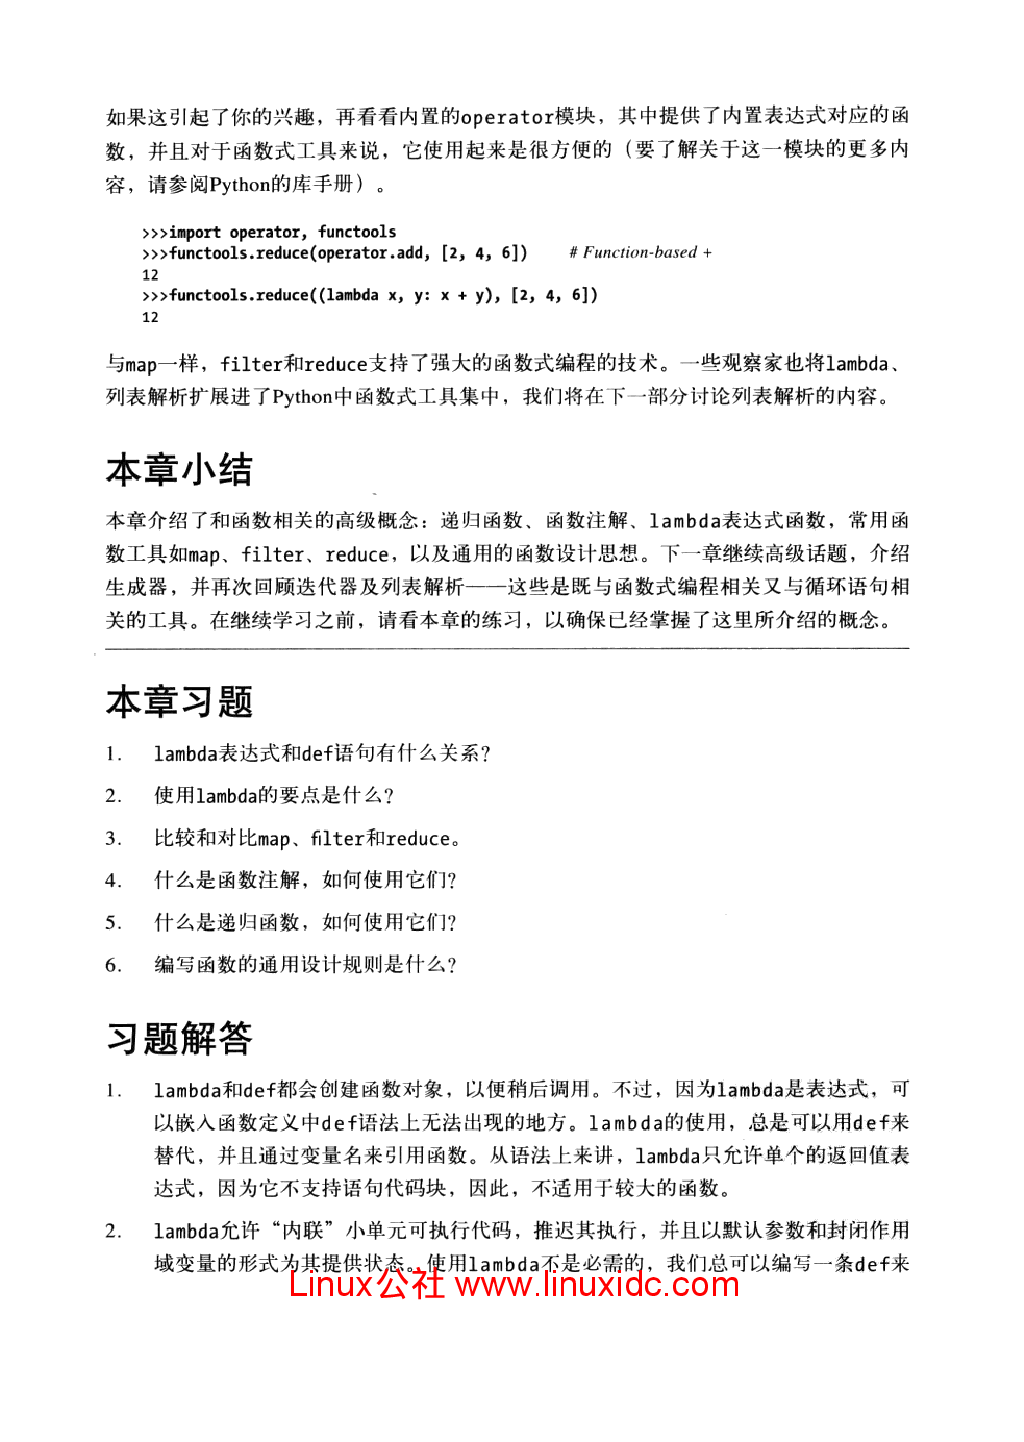 如果这引起了你的兴趣，再看看内置的operator模块，其中提供了内置表达式对应的函
数，并且对于函数式工具来说，它使用起来是很方便的（要了解关于这一模块的更多内
容，请参阅Python的库手册）。
>>>import operator, functools
>>>functools.reduce(operator.add, [2, 4, 6]) # Function-based +
12
>>>functools.reduce((lambda x, y: x + y), [2, 4, 6])
12
与map一样，filter和reduce支持了强大的函数式编程的技术。一些观察家也将lambda、
列表解析扩展进了Python中函数式工具集中，我们将在下一部分讨论列表解析的内容。
本章小结
本章介绍了和函数相关的高级概念：递归函数、函数注解、lambda表达式函数，常用函
数工具如map、filter、reduce，以及通用的函数设计思想。下一章继续高级话题，介绍
生成器，并再次回顾迭代器及列表解析——这些是既与函数式编程相关又与循环语句相
关的工具。在继续学习之前，请看本章的练习，以确保已经掌握了这里所介绍的概念。
本章习题
1. lambda表达式和def语句有什么关系？
2. 使用lambda的要点是什么？
3. 比较和对比map、filter和reduce。
4. 什么是函数注解，如何使用它们？
5. 什么是递归函数，如何使用它们？
6. 编写函数的通用设计规则是什么？
习题解答
1. lambda和def都会创建函数对象，以便稍后调用。不过，因为lambda是表达式，可
以嵌入函数定义中def语法上无法出现的地方。lambda的使用，总是可以用def来
替代，并且通过变量名来引用函数。从语法上来讲，lambda只允许单个的返回值表
达式，因为它不支持语句代码块，因此，不适用于较大的函数。
2. lambda允许“内联”小单元可执行代码，推迟其执行，并且以默认参数和封闭作用
域变量的形式为其提供状态。使用lambda不是必需的，我们总可以编写一条def来
Linux公社 www.linuxidc.com